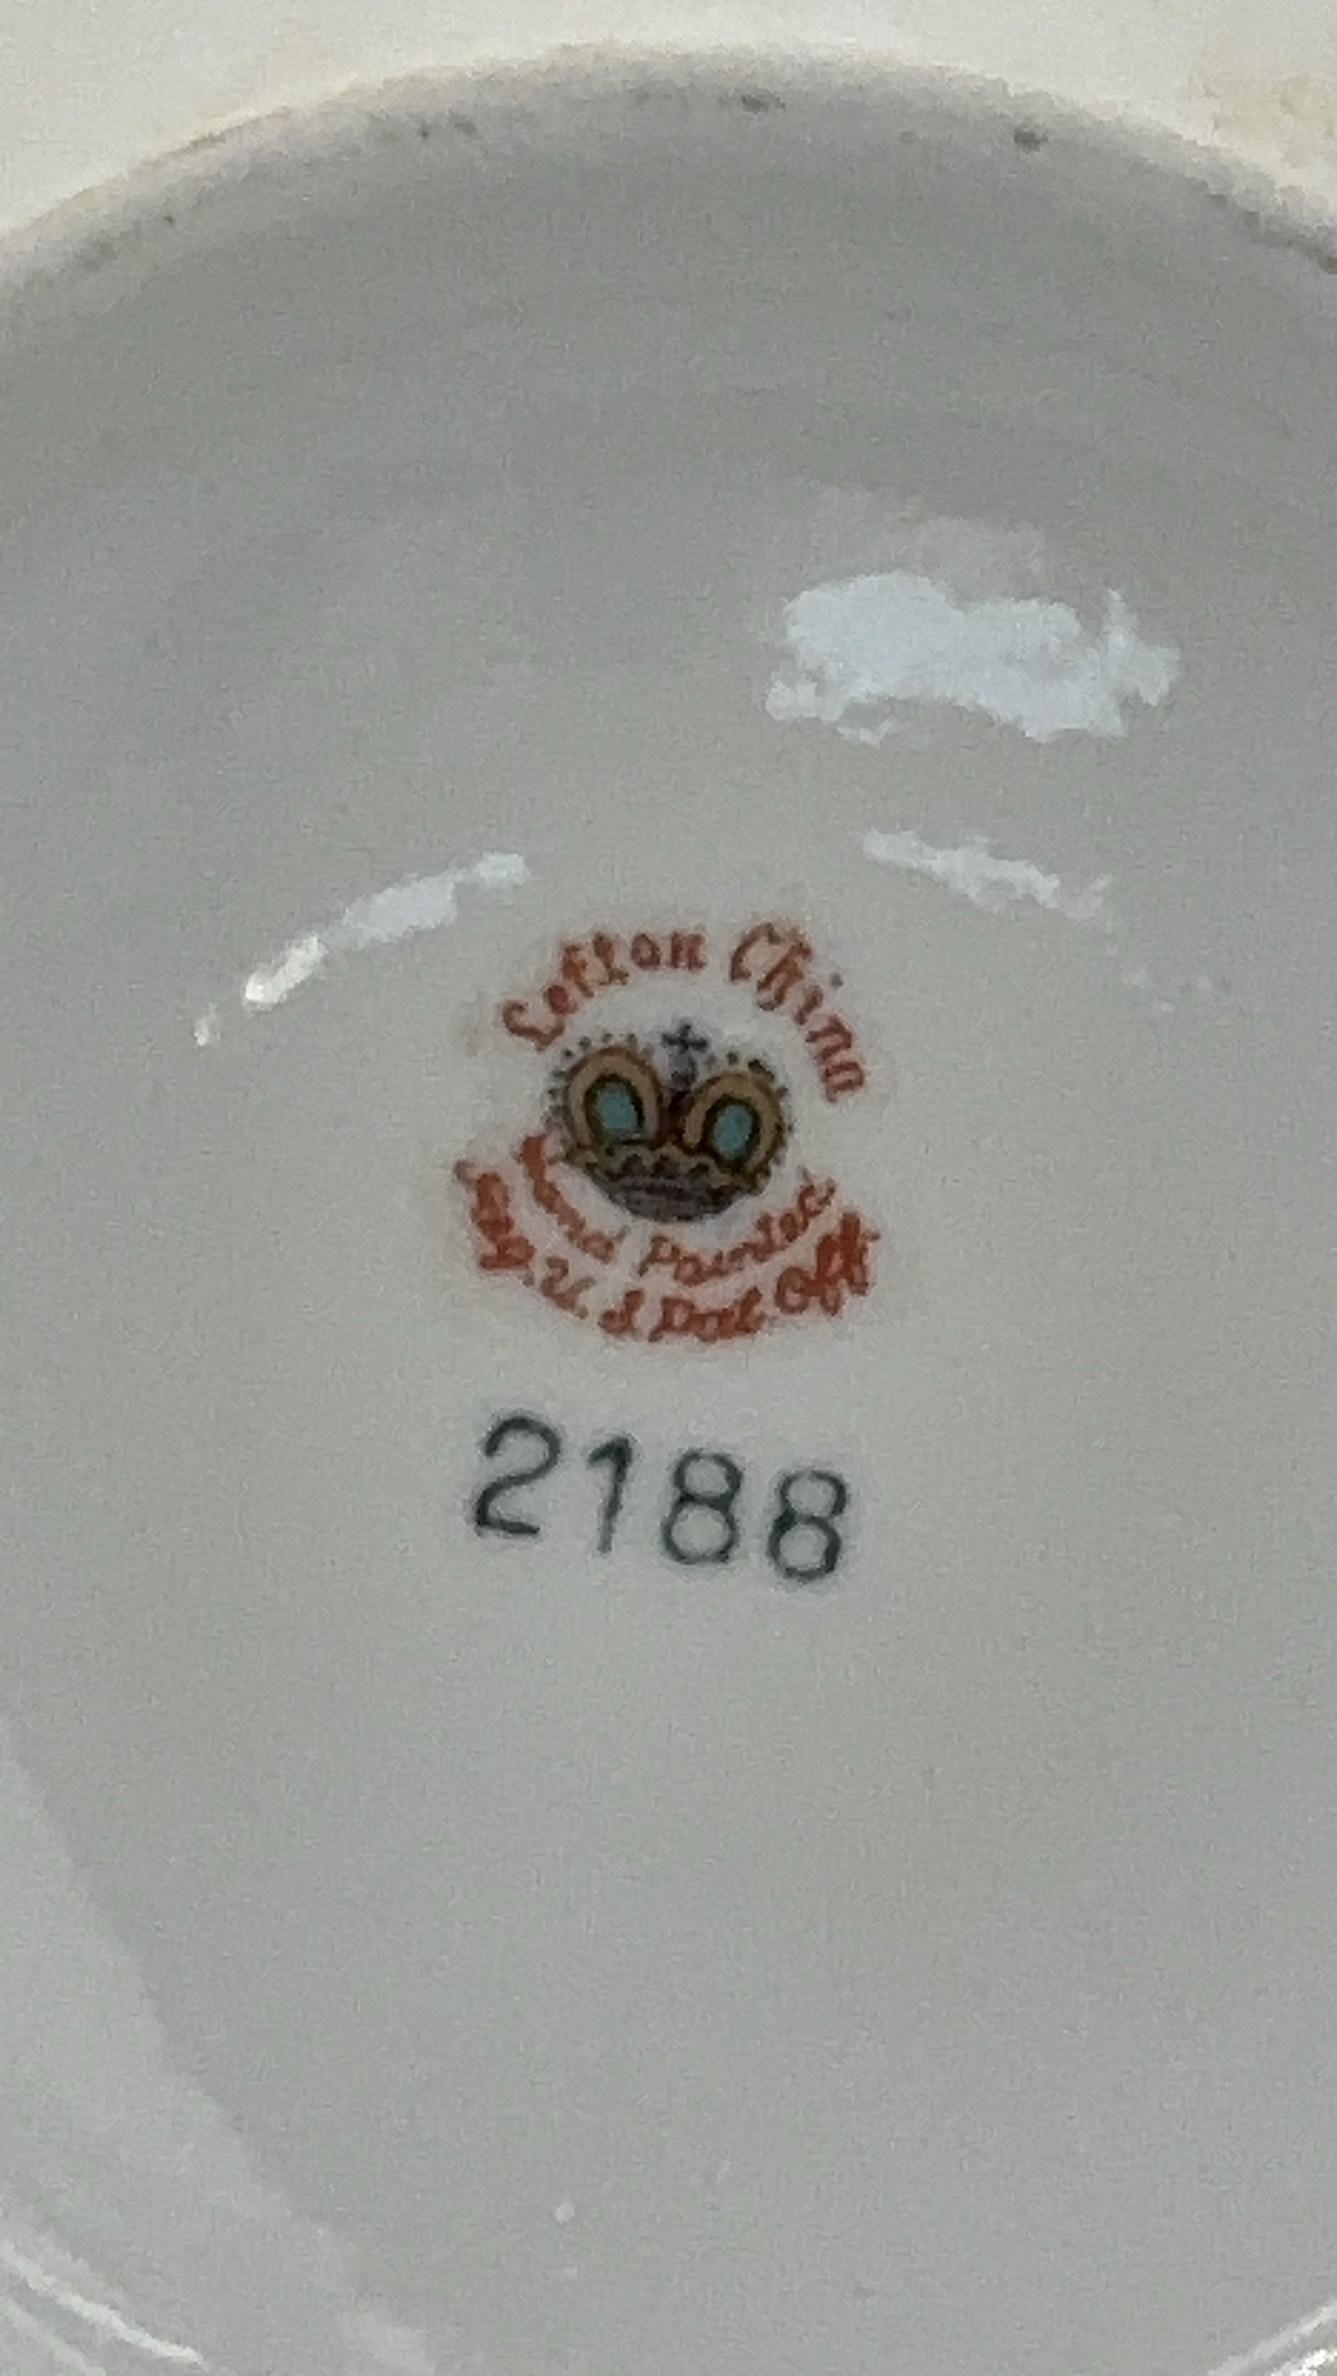 Lefton China
Hand Painted
Reg. U. S Pat. Off.
2188